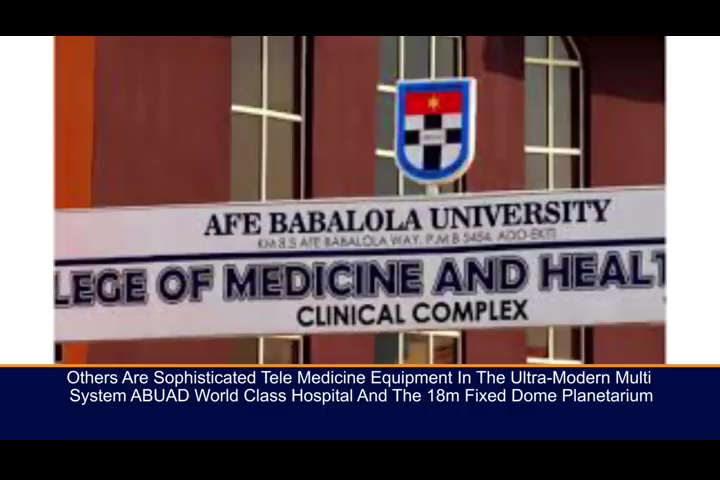 AFE BABALOLA UNIVERSITY
KM 8.5 AFE BABALOLA WAY, P.M.B 5454, ADO-EKITI
LEGE OF MEDICINE AND HEALT
CLINICAL COMPLEX
Others Are Sophisticated Tele Medicine Equipment In The Ultra-Modern Multi
System ABUAD World Class Hospital And The 18m Fixed Dome Planetarium